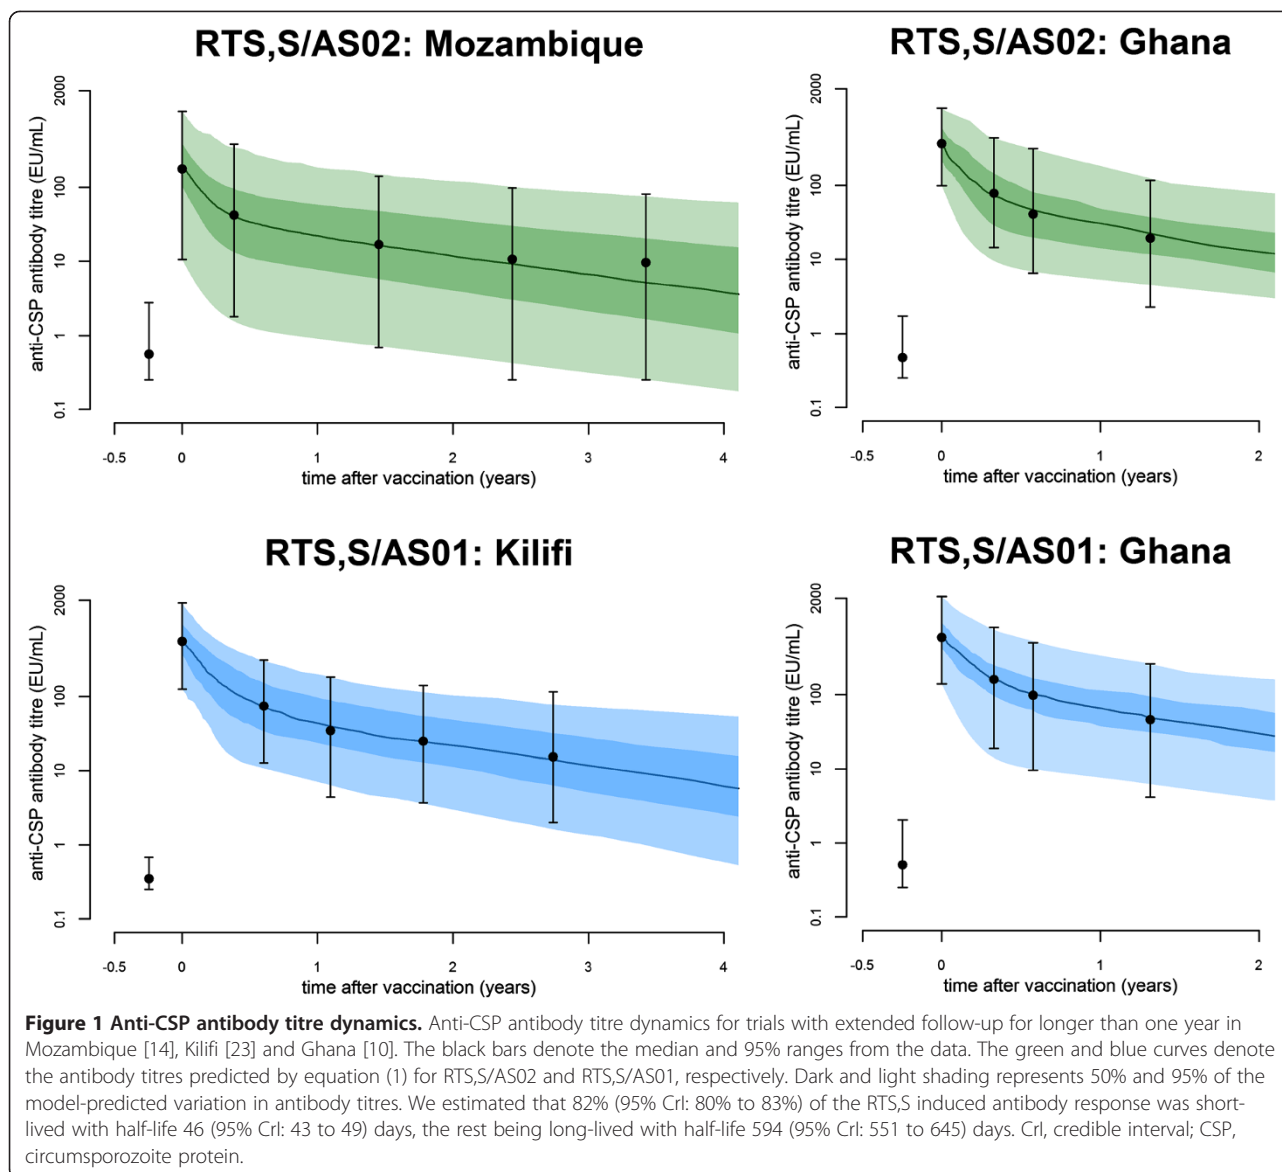 RTS,S/AS02: Mozambique
anti-CSP antibody titre (EU/mL)
2000
100
10
1
0.1
-0.5 0 1 2 3 4
time after vaccination (years)
RTS,S/AS02: Ghana
anti-CSP antibody titre (EU/mL)
2000
100
10
1
0.1
-0.5 0 1 2
time after vaccination (years)
RTS,S/AS01: Kilifi
anti-CSP antibody titre (EU/mL)
2000
100
10
1
0.1
-0.5 0 1 2 3 4
time after vaccination (years)
RTS,S/AS01: Ghana
anti-CSP antibody titre (EU/mL)
2000
100
10
1
0.1
-0.5 0 1 2
time after vaccination (years)
Figure 1 Anti-CSP antibody titre dynamics. Anti-CSP antibody titre dynamics for trials with extended follow-up for longer than one year in
Mozambique [14], Kilifi [23] and Ghana [10]. The black bars denote the median and 95% ranges from the data. The green and blue curves denote
the antibody titres predicted by equation (1) for RTS,S/AS02 and RTS,S/AS01, respectively. Dark and light shading represents 50% and 95% of the
model-predicted variation in antibody titres. We estimated that 82% (95% CrI: 80% to 83%) of the RTS,S induced antibody response was short-
lived with half-life 46 (95% CrI: 43 to 49) days, the rest being long-lived with half-life 594 (95% CrI: 551 to 645) days. CrI, credible interval; CSP,
circumsporozoite protein.